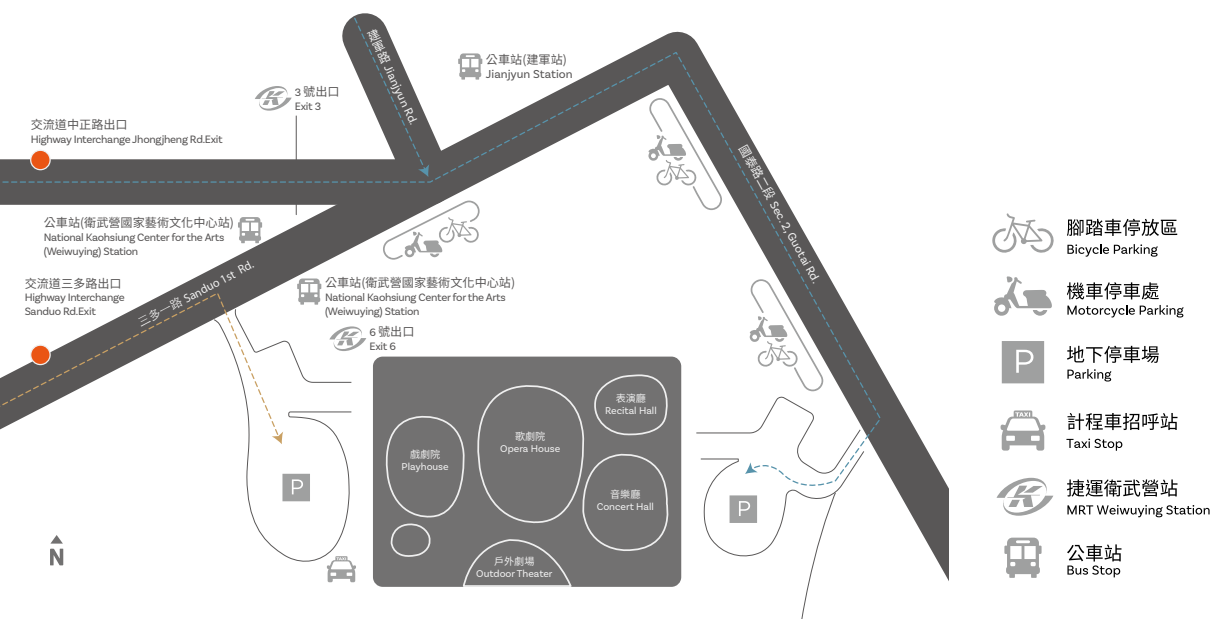 建軍路 Jianjyun Rd.
公車站(建軍站)
Jianjyun Station
3 號出口
Exit 3
交流道中正路出口
Highway Interchange Jhongjheng Rd.Exit
國泰路二段 Sec. 2, Guotai Rd.
公車站(衛武營國家藝術文化中心站)
National Kaohsiung Center for the Arts
(Weiwuying) Station
三多一路 Sanduo 1st Rd.
交流道三多路出口
Highway Interchange
Sanduo Rd.Exit
公車站(衛武營國家藝術文化中心站)
National Kaohsiung Center for the Arts
(Weiwuying) Station
6 號出口
Exit 6
表演廳
Recital Hall
歌劇院
Opera House
戲劇院
Playhouse
音樂廳
Concert Hall
戶外劇場
Outdoor Theater
P
P
TAXI
N
腳踏車停放區
Bicycle Parking
機車停車處
Motorcycle Parking
P
地下停車場
Parking
TAXI
計程車招呼站
Taxi Stop
捷運衛武營站
MRT Weiwuying Station
公車站
Bus Stop